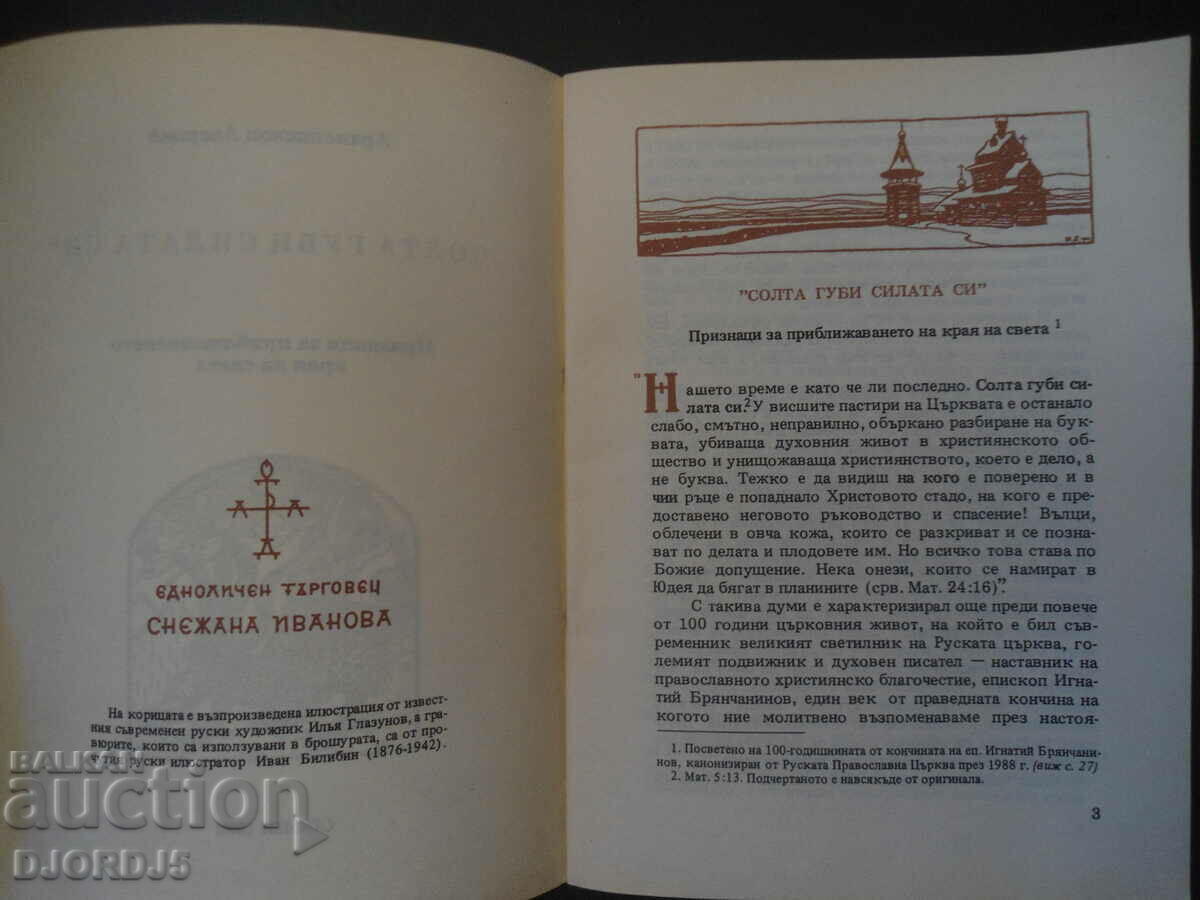 ЕДНОЛИЧЕН ТЪРГОВЕЦ
СНЕЖАНА ИВАНОВА
На корицата е възпроизведена илюстрация от извест-
ния съвременен руски художник Илья Глазунов, а гра-
вюрите, които са използувани в брошурата, са от про-
чутия руски илюстратор Иван Билибин (1876-1942).
"СОЛТА ГУБИ СИЛАТА СИ"
Признаци за приближаването на края на света 1
"Нашето време е като че ли последно. Солта губи си-
лата си.2 У висшите пастири на Църквата е останало
слабо, смътно, неправилно, объркано разбиране на бук-
вата, убиваща духовния живот в християнското об-
щество и унищожаваща християнството, което е дело, а
не буква. Тежко е да видиш на кого е поверено и в
чии ръце е попаднало Христовото стадо, на кого е пре-
доставено неговото ръководство и спасение! Вълци,
облечени в овча кожа, които се разкриват и се позна-
ват по делата и плодовете им. Но всичко това става по
Божие допущение. Нека онези, които се намират в
Юдея да бягат в планините (срв. Мат. 24:16)".
С такива думи е характеризирал още преди повече
от 100 години църковния живот, на който е бил съв-
ременник великият светилник на Руската църква, го-
лемият подвижник и духовен писател — наставник на
православното християнско благочестие, епископ Игна-
тий Брянчанинов, един век от праведната кончина на
когото ние молитвено възпоменаваме през настоя-
1. Посветено на 100-годишнината от кончината на еп. Игнатий Брянчани-
нов, канонизиран от Руската Православна Църква през 1988 г. (виж с. 27)
2. Мат. 5:13. Подчертаното е навсякъде от оригинала.
3
БАЛКАН
auction
DJORDJ5